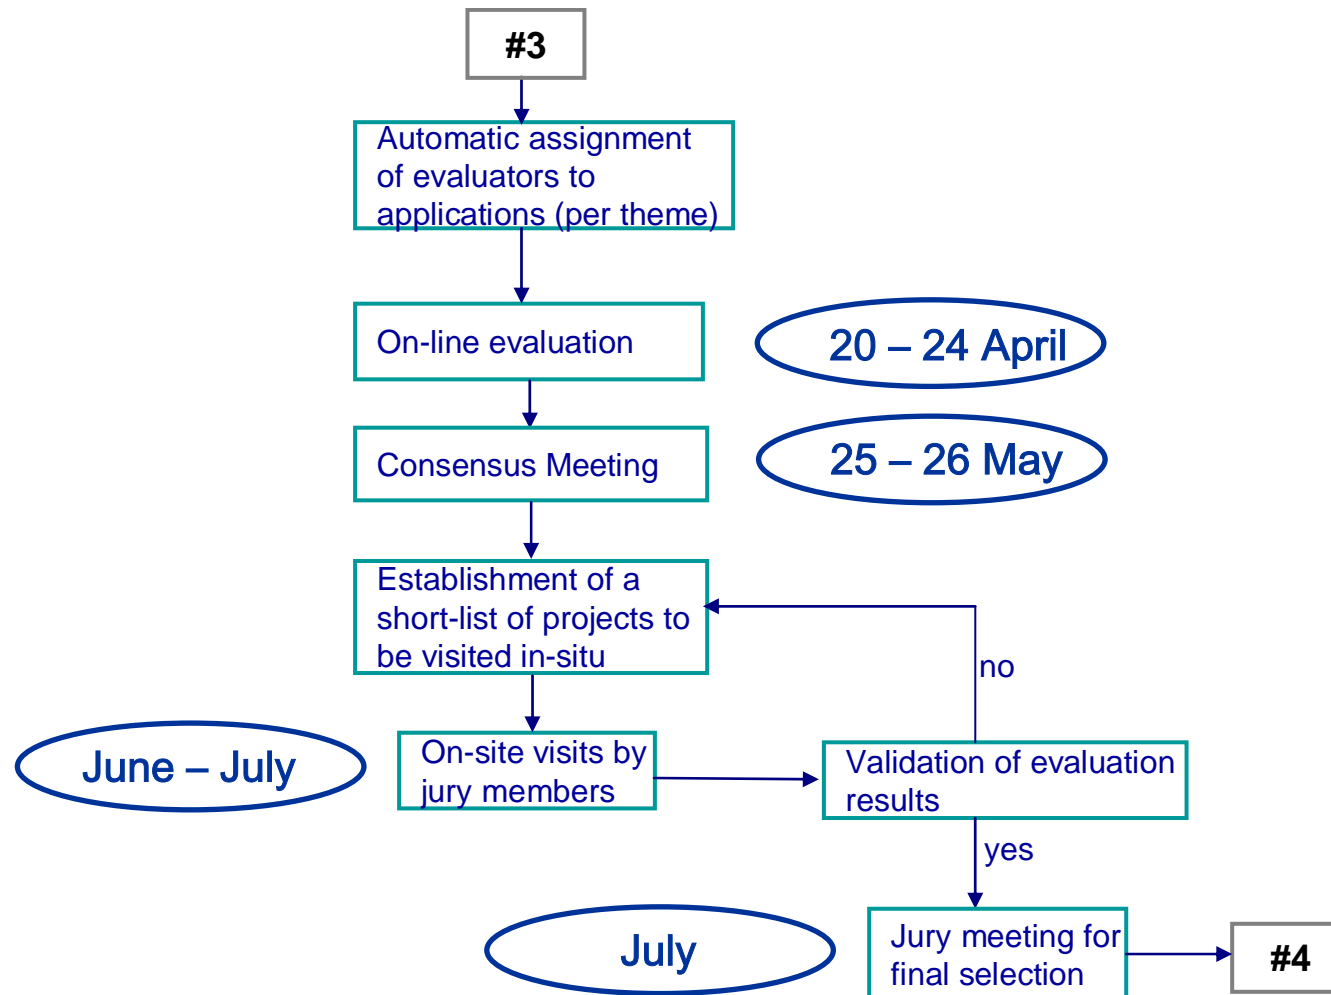 #3
Automatic assignment
of evaluators to
applications (per theme)
On-line evaluation
20 – 24 April
Consensus Meeting
25 – 26 May
Establishment of a
short-list of projects to
be visited in-situ
no
June – July
On-site visits by
jury members
Validation of evaluation
results
yes
July
Jury meeting for
final selection
#4